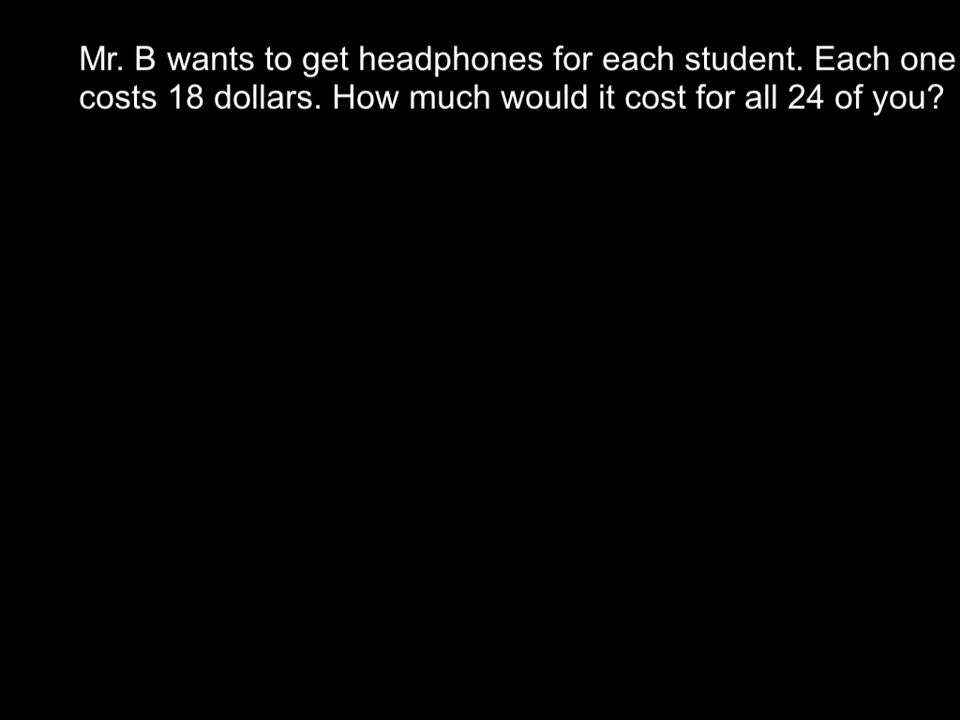 Mr. B wants to get headphones for each student. Each one
costs 18 dollars. How much would it cost for all 24 of you?